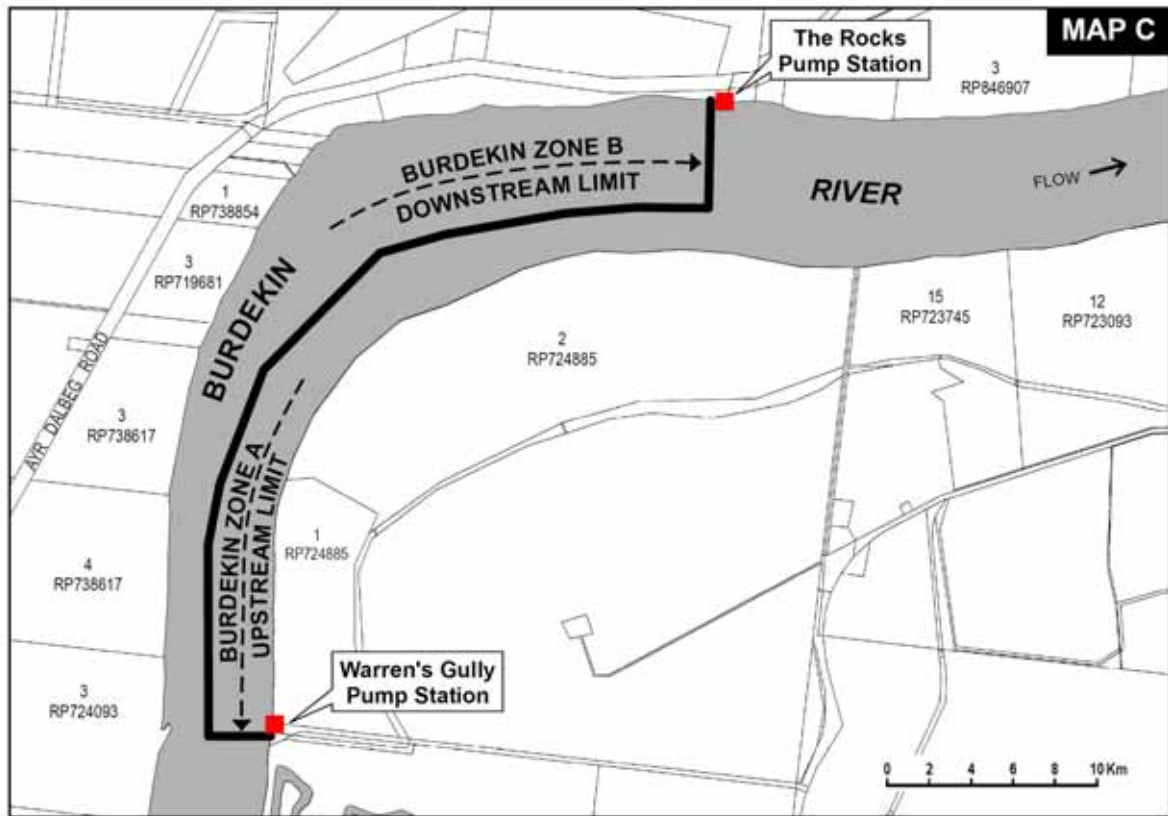 MAP C
The Rocks
Pump Station
3
RP846907
BURDEKIN ZONE B
DOWNSTREAM LIMIT
RIVER
FLOW
1
RP738854
3
RP719681
BURDEKIN
AYR DALBEG ROAD
2
RP724885
15
RP723745
12
RP723093
3
RP738617
BURDEKIN ZONE A
UPSTREAM LIMIT
1
RP724885
4
RP738617
Warren's Gully
Pump Station
3
RP724093
0 2 4 6 8 10 Km